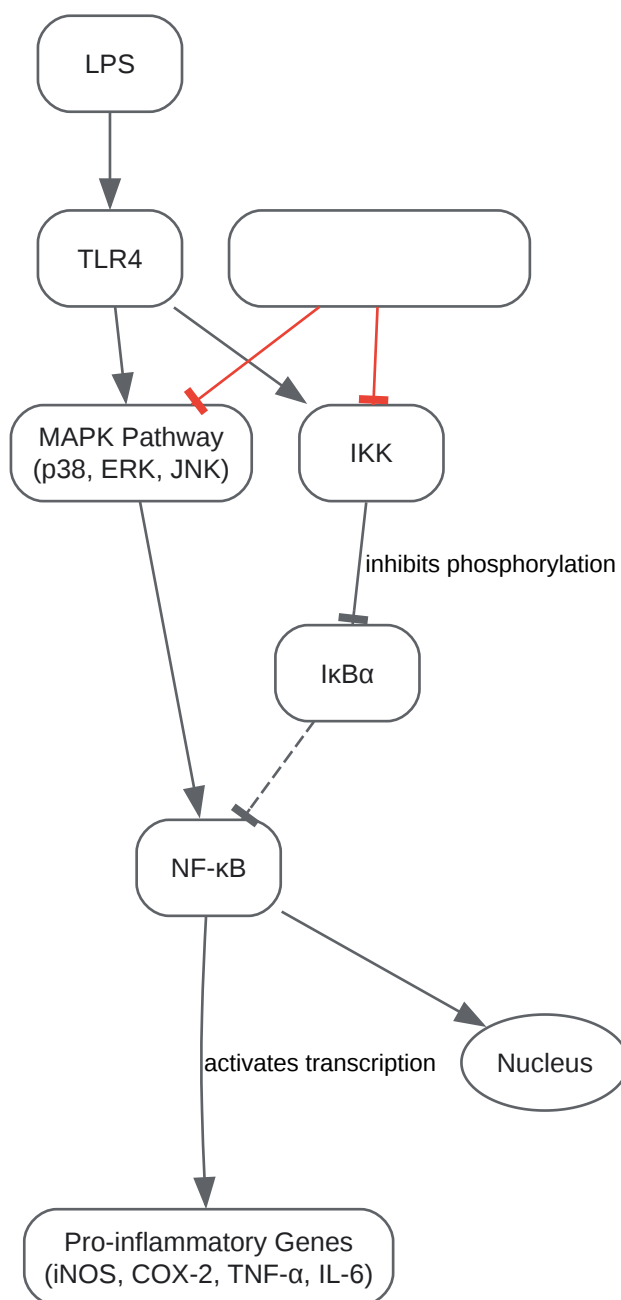 LPS
TLR4
MAPK Pathway
(p38, ERK, JNK)
IKK
inhibits phosphorylation
IκBα
NF-κB
activates transcription
Nucleus
Pro-inflammatory Genes
(iNOS, COX-2, TNF-α, IL-6)